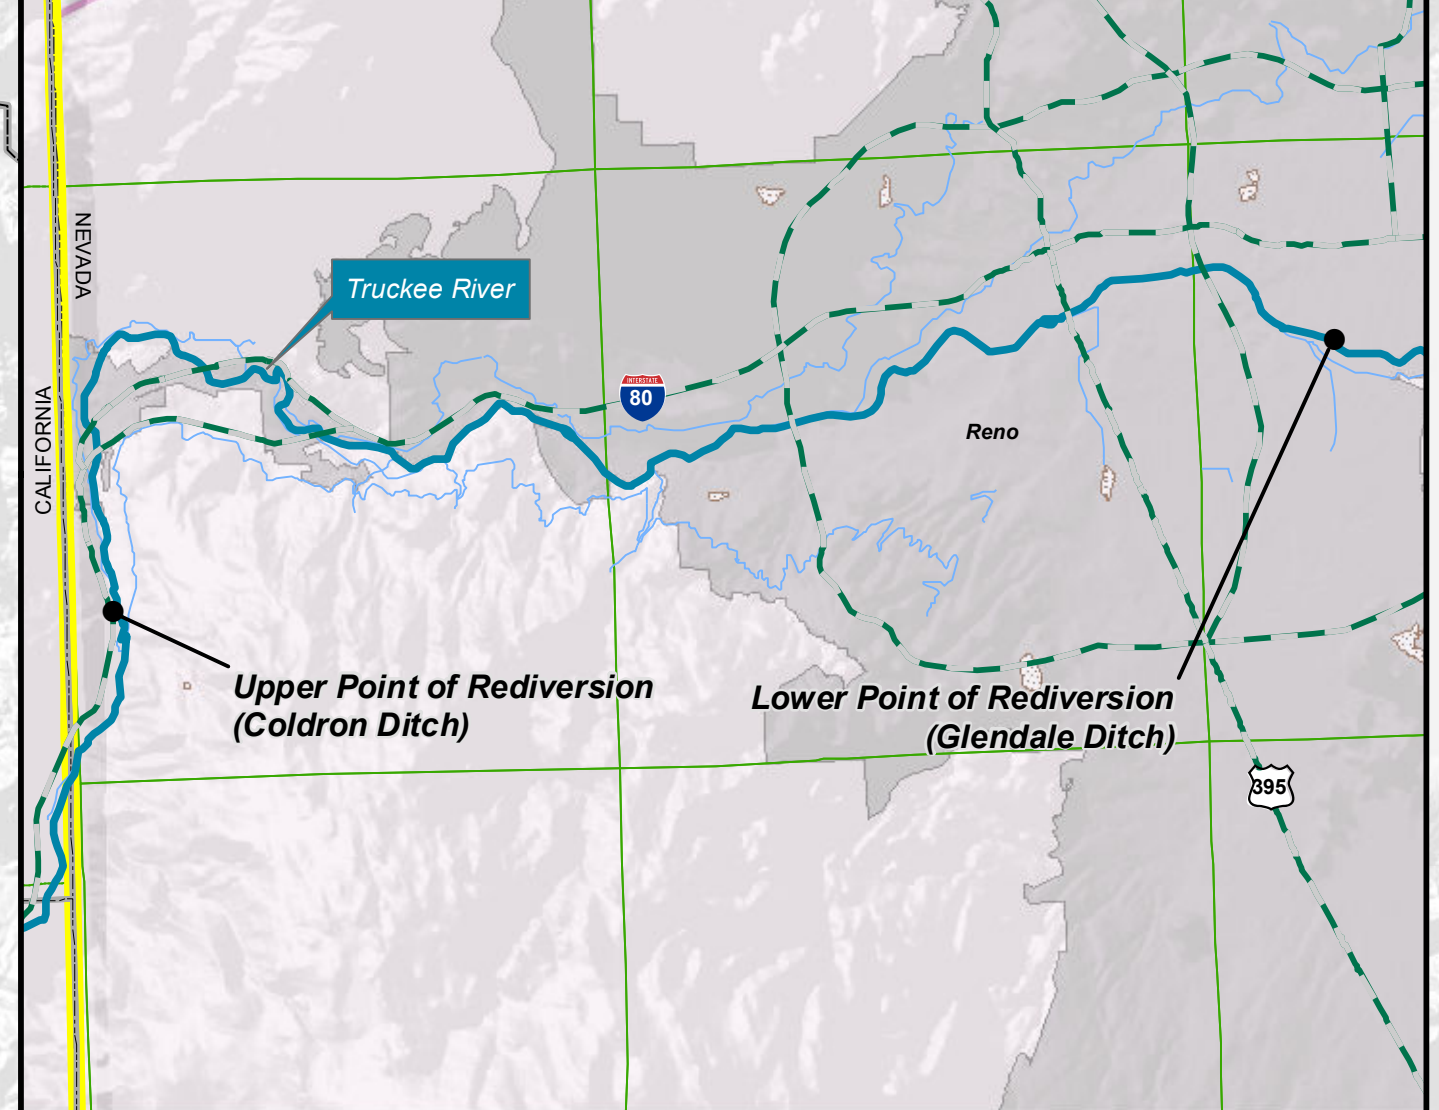 NEVADA
Truckee River
INTERSTATE
80
CALIFORNIA
Reno
Upper Point of Rediversion
(Coldron Ditch)
Lower Point of Rediversion
(Glendale Ditch)
395